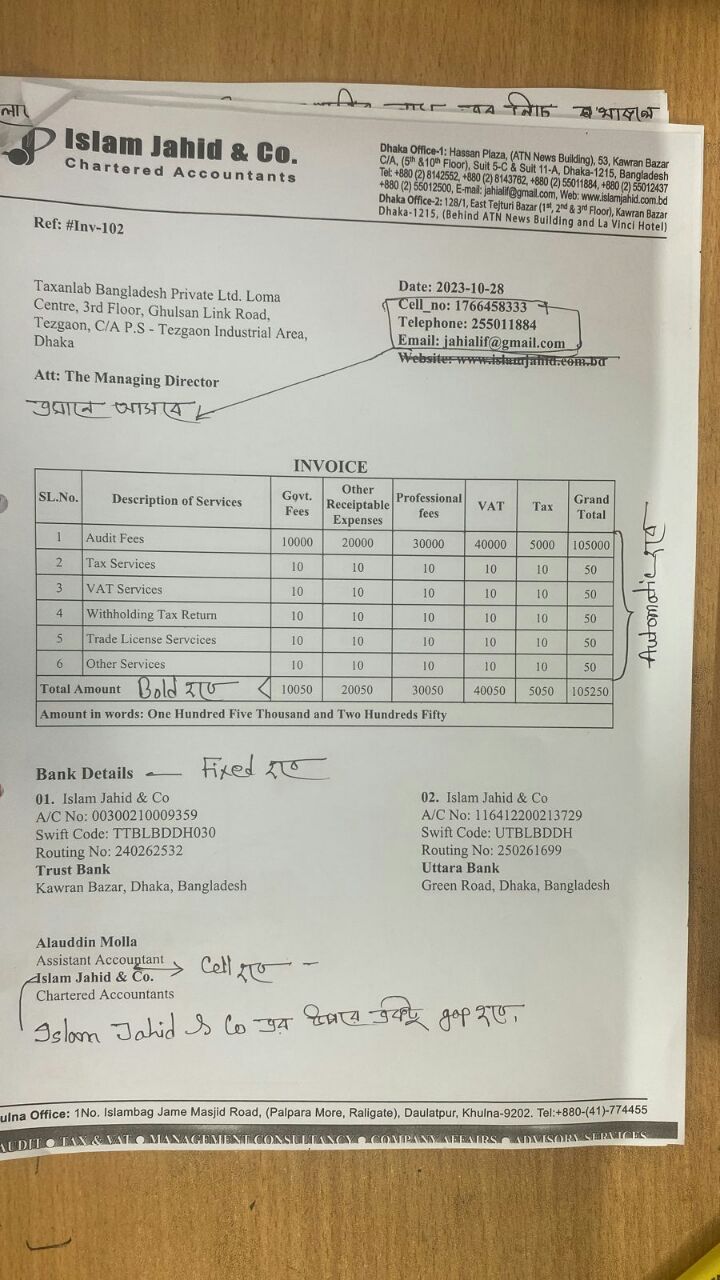 Islam Jahid & Co.
Chartered Accountants
Dhaka Office-1: Hassan Plaza, (ATN News Building), 53, Kawran Bazar
C/A, (5th &10th Floor), Suit 5-C & Suit 11-A, Dhaka-1215, Bangladesh
Tel: +880 (2) 8142552, +880 (2) 8143762, +880 (2) 55011884, +880 (2) 55012437
+880 (2) 55012500, E-mail: jahialif@gmail.com, Web: www.islamjahid.com.bd
Dhaka Office-2: 128/1, East Tejturi Bazar (1st, 2nd & 3rd Floor), Kawran Bazar
Dhaka-1215, (Behind ATN News Building and La Vinci Hotel)
Ref: #Inv-102
Taxanlab Bangladesh Private Ltd. Loma
Centre, 3rd Floor, Ghulsan Link Road,
Tezgaon, C/A P.S - Tezgaon Industrial Area,
Dhaka
Att: The Managing Director
এখানে আসবে
Date: 2023-10-28
Cell_no: 1766458333
Telephone: 255011884
Email: jahialif@gmail.com
Website: www.islamjahid.com.bd
INVOICE
SL.No. Description of Services Govt. Fees Other Receiptable Expenses Professional fees VAT Tax Grand Total
1 Audit Fees 10000 20000 30000 40000 5000 105000
2 Tax Services 10 10 10 10 10 50
3 VAT Services 10 10 10 10 10 50
4 Withholding Tax Return 10 10 10 10 10 50
5 Trade License Servcices 10 10 10 10 10 50
6 Other Services 10 10 10 10 10 50
Total Amount Bold হবে 10050 20050 30050 40050 5050 105250
Amount in words: One Hundred Five Thousand and Two Hundreds Fifty
Automatic হবে
Bank Details Fixed হবে
01. Islam Jahid & Co
A/C No: 00300210009359
Swift Code: TTBLBDDH030
Routing No: 240262532
Trust Bank
Kawran Bazar, Dhaka, Bangladesh
02. Islam Jahid & Co
A/C No: 116412200213729
Swift Code: UTBLBDDH
Routing No: 250261699
Uttara Bank
Green Road, Dhaka, Bangladesh
Alauddin Molla
Assistant Accountant
Islam Jahid & Co. Cell হবে
Chartered Accountants
Islam Jahid & Co এর উপরে একটু gap হবে,
ulna Office: 1No. Islambag Jame Masjid Road, (Palpara More, Raligate), Daulatpur, Khulna-9202. Tel:+880-(41)-774455
AUDIT ● TAX & VAT ● MANAGEMENT CONSULTANCY ● COMPANY AFFAIRS ● ADVISORY SERVICES